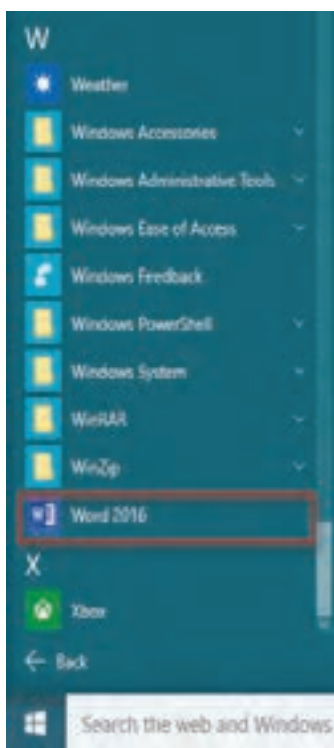 W
Weather
Windows Accessories
Windows Administrative Tools
Windows Ease of Access
Windows Feedback
Windows PowerShell
Windows System
WinRAR
WinZip
Word 2016
X
Xbox
Back
Search the web and Windows